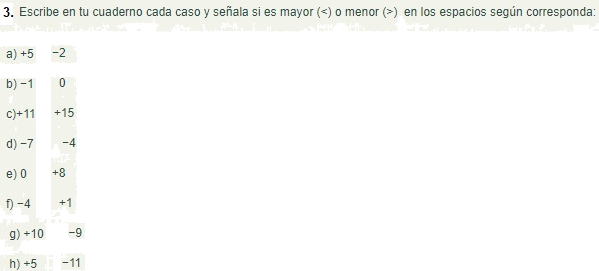 3. Escribe en tu cuaderno cada caso y señala si es mayor (<) o menor (>) en los espacios según corresponda:
a) +5 −2
b) −1 0
c)+11 +15
d) −7 −4
e) 0 +8
f) −4 +1
g) +10 −9
h) +5 −11